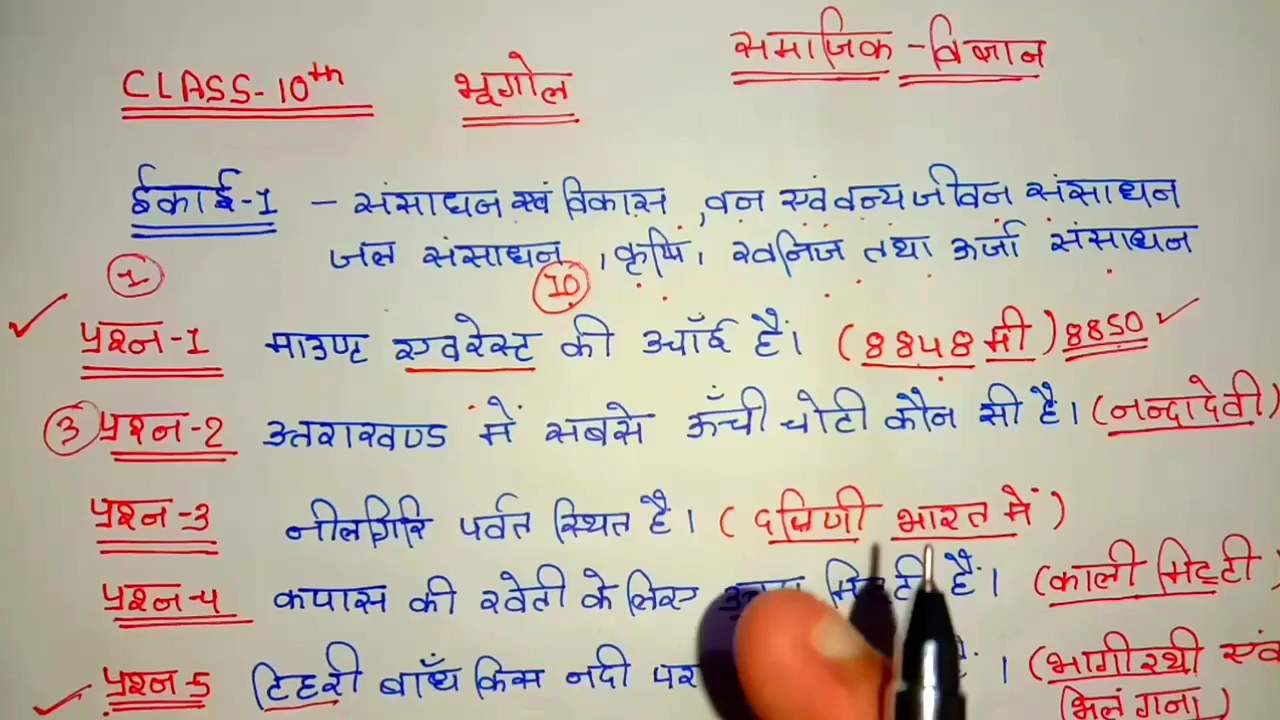 CLASS-10th भूगोल समाजिक-विज्ञान
ईकाई-1 - संसाधन एवं विकास, वन एवं वन्य जीवन संसाधन
जल संसाधन, कृषि, खनिज तथा ऊर्जा संसाधन
1 10
प्रश्न-1 माउण्ट एवरेस्ट की उचाँई हैं। (8848 मी) 8850
3 प्रश्न-2 उत्तराखण्ड में सबसे ऊँची चोटी कौन सी है। (नन्दादेवी)
प्रश्न-3 नीलगिरि पर्वत स्थित है। (दक्षिणी भारत में)
प्रश्न-4 कपास की खेती के लिए हैं। (काली मिट्टी)
प्रश्न-5 टिहरी बाँध किस नदी पर । (भागीरथी एवं
भिलंगना)